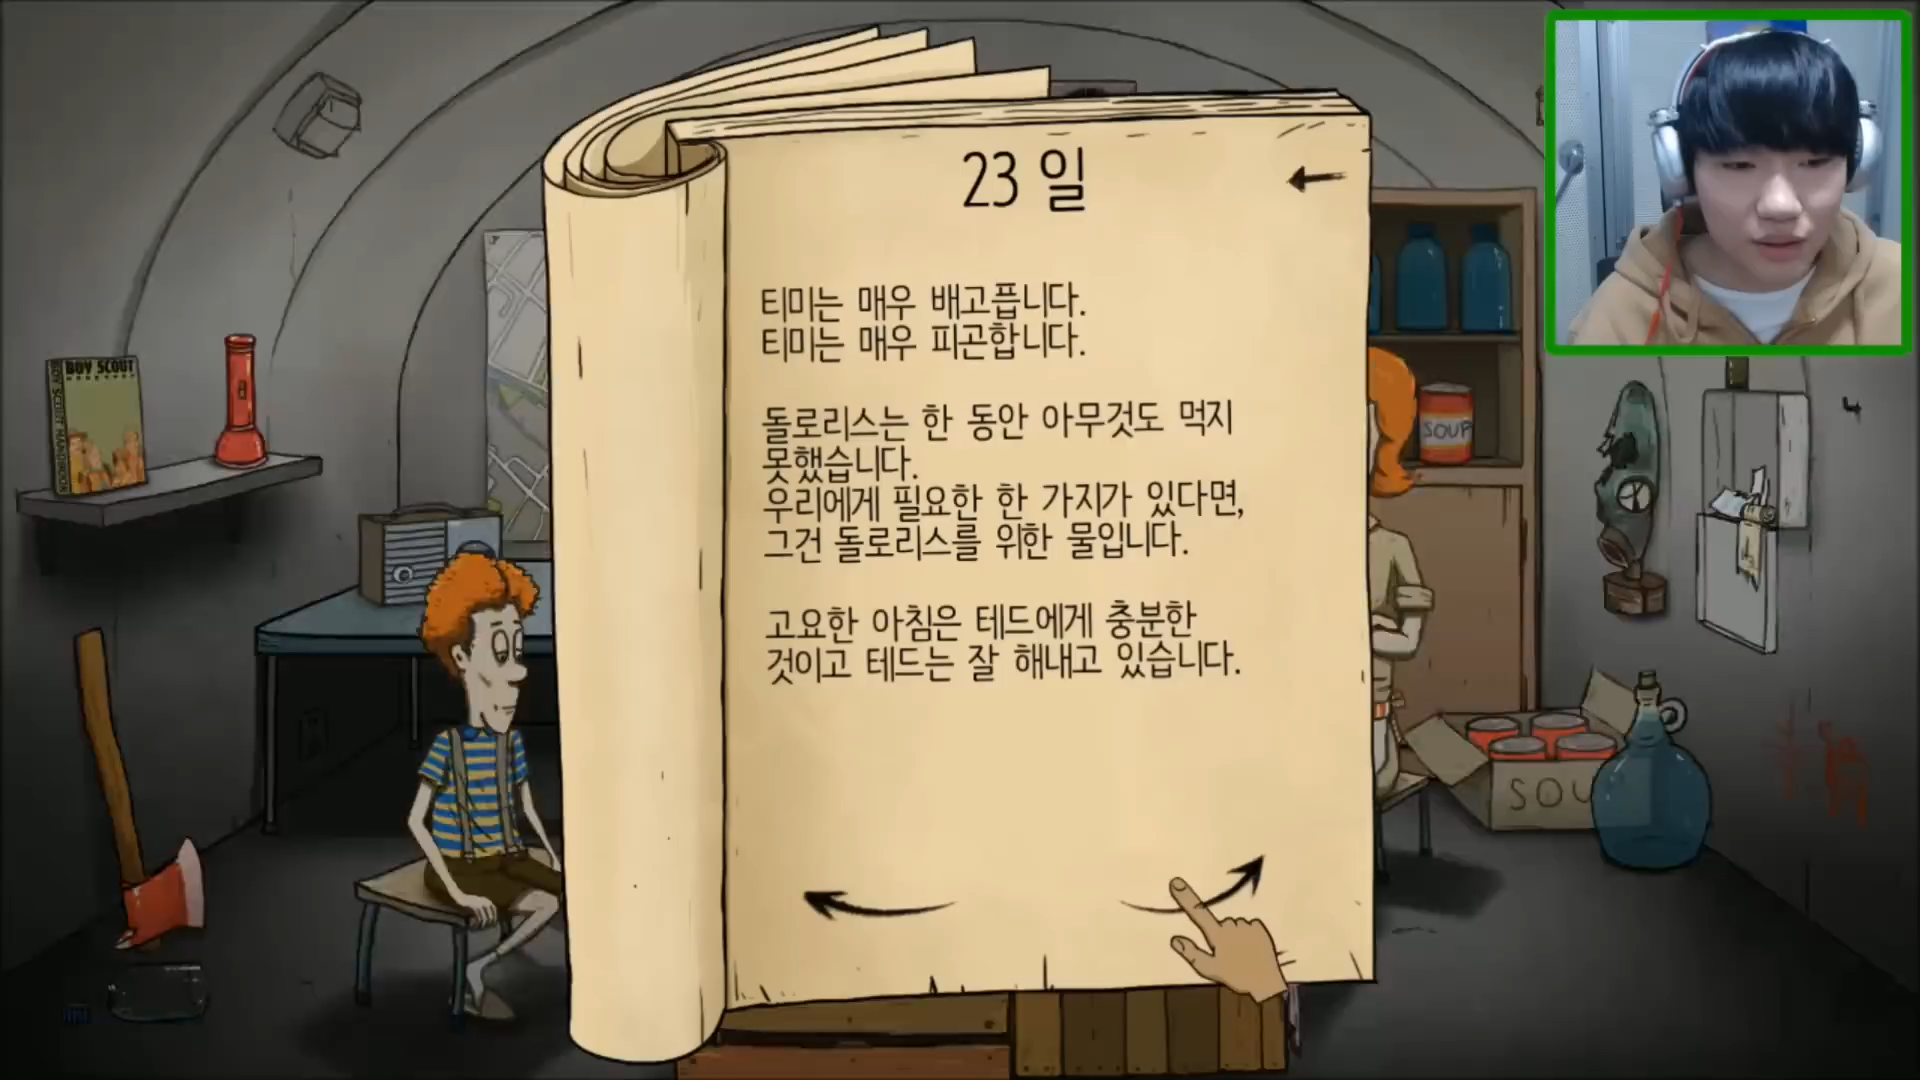 23 일
티미는 매우 배고픕니다.
티미는 매우 피곤합니다.
돌로리스는 한 동안 아무것도 먹지
못했습니다.
우리에게 필요한 한 가지가 있다면,
그건 돌로리스를 위한 물입니다.
고요한 아침은 테드에게 충분한
것이고 테드는 잘 해내고 있습니다.
BOY SCOUT
BOY SCOUT HANDBOOK
SOUP
SOU